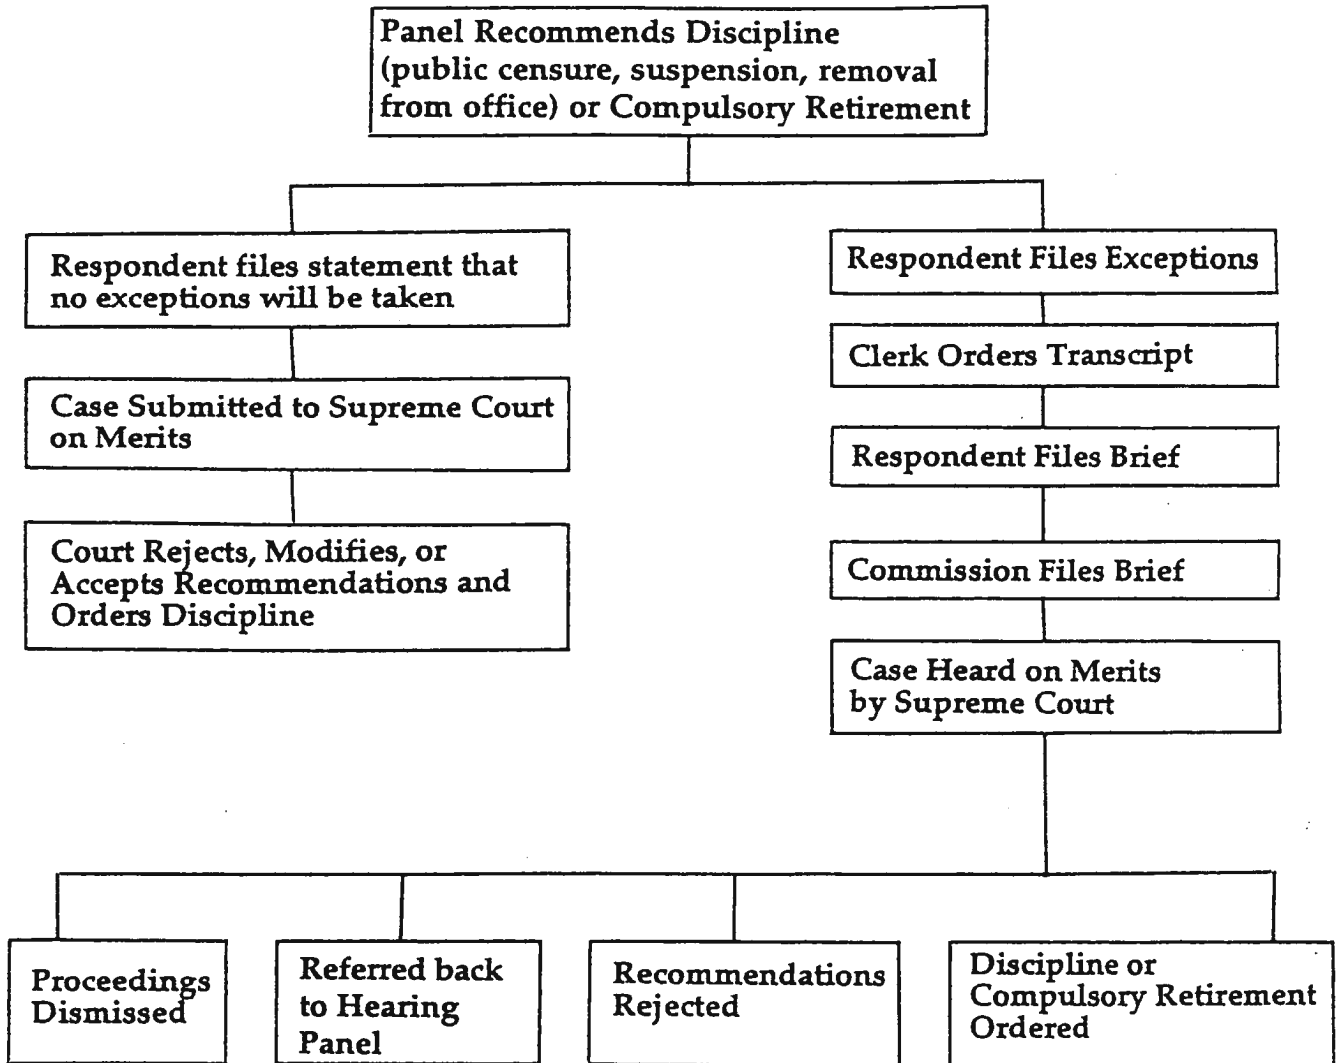 Panel Recommends Discipline
(public censure, suspension, removal
from office) or Compulsory Retirement
Respondent files statement that
no exceptions will be taken
Case Submitted to Supreme Court
on Merits
Court Rejects, Modifies, or
Accepts Recommendations and
Orders Discipline
Respondent Files Exceptions
Clerk Orders Transcript
Respondent Files Brief
Commission Files Brief
Case Heard on Merits
by Supreme Court
Proceedings
Dismissed
Referred back
to Hearing
Panel
Recommendations
Rejected
Discipline or
Compulsory Retirement
Ordered